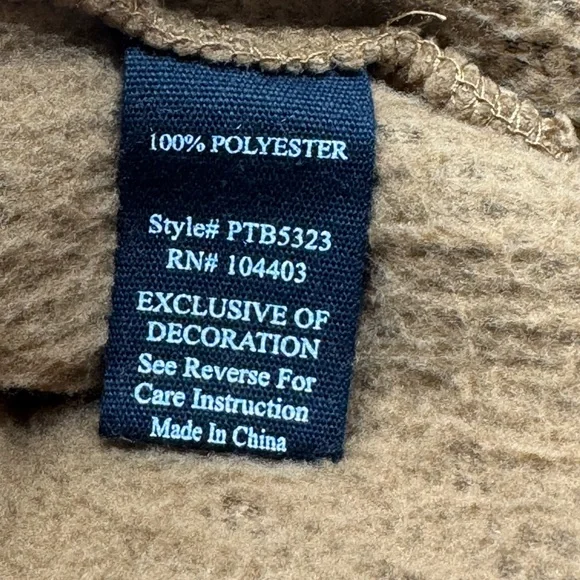 100% POLYESTER
Style# PTB5323
RN# 104403
EXCLUSIVE OF
DECORATION
See Reverse For
Care Instruction
Made In China